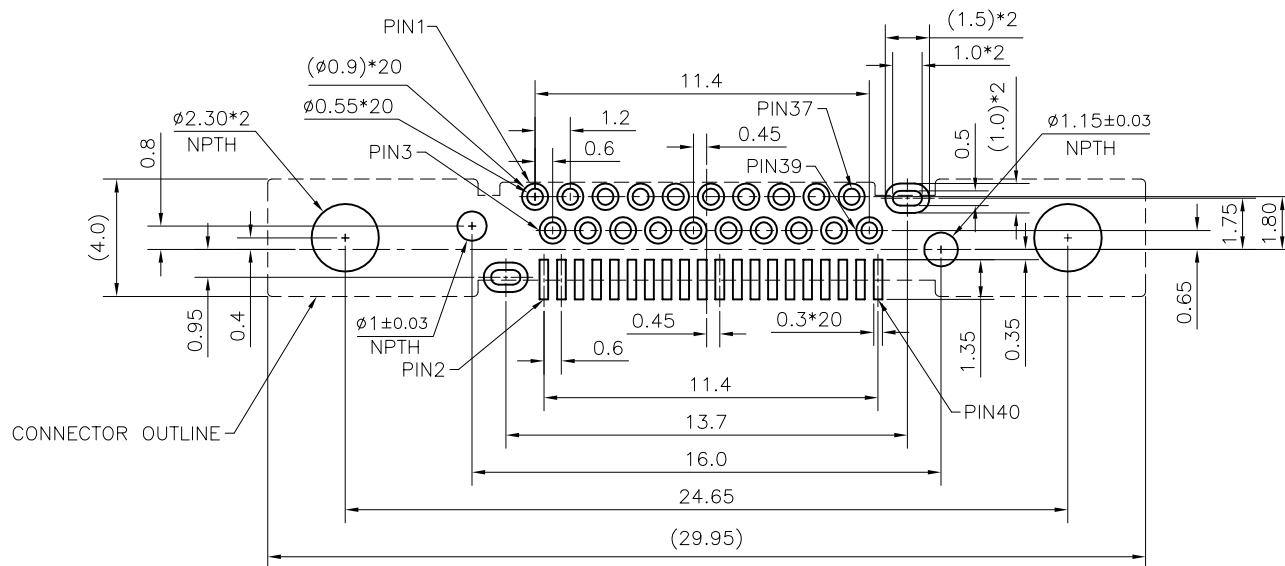 PIN1
(1.5)*2
1.0*2
(ø0.9)*20
11.4
ø0.55*20
PIN37
(1.0)*2
ø2.30*2
NPTH
1.2
0.45
0.5
ø1.15±0.03
NPTH
0.8
PIN3
0.6
PIN39
(4.0)
1.75
1.80
0.95
0.4
ø1±0.03
NPTH
0.45
0.3*20
1.35
0.35
0.65
PIN2
0.6
11.4
PIN40
CONNECTOR OUTLINE
13.7
16.0
24.65
(29.95)